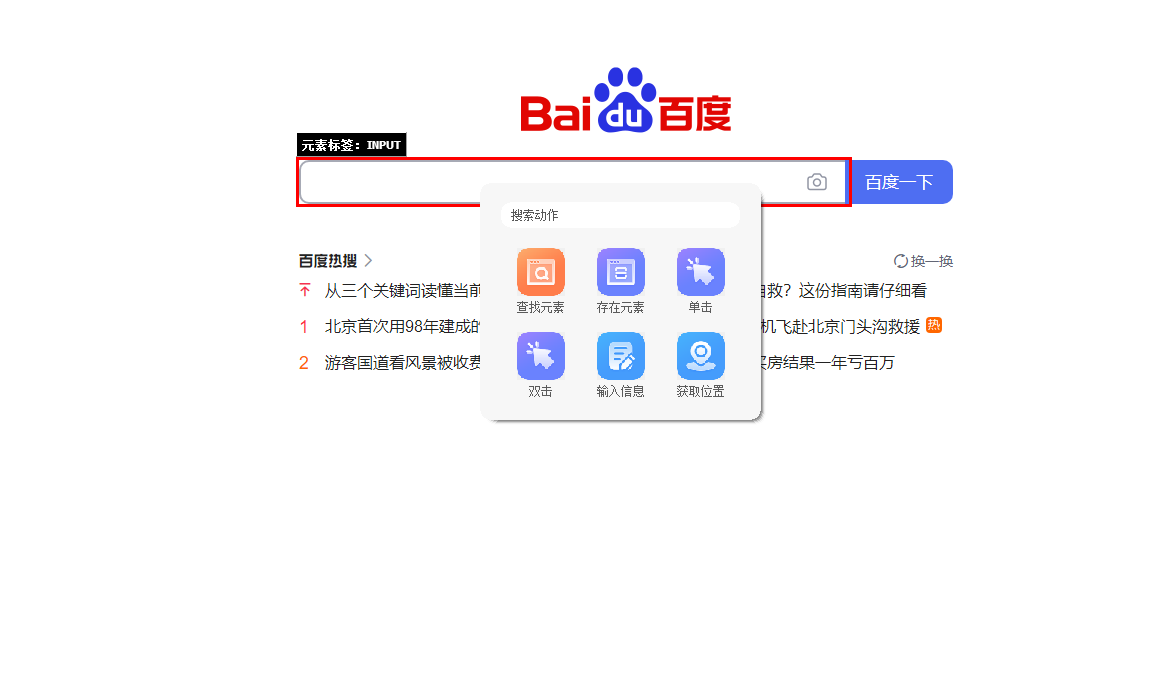 Baidu百度
元素标签：INPUT
百度一下
搜索动作
查找元素 存在元素 单击
双击 输入信息 获取位置
百度热搜
换一换
从三个关键词读懂当前
自救？这份指南请仔细看
1 北京首次用98年建成的
机飞赴北京门头沟救援 热
2 游客国道看风景被收费
买房结果一年亏百万